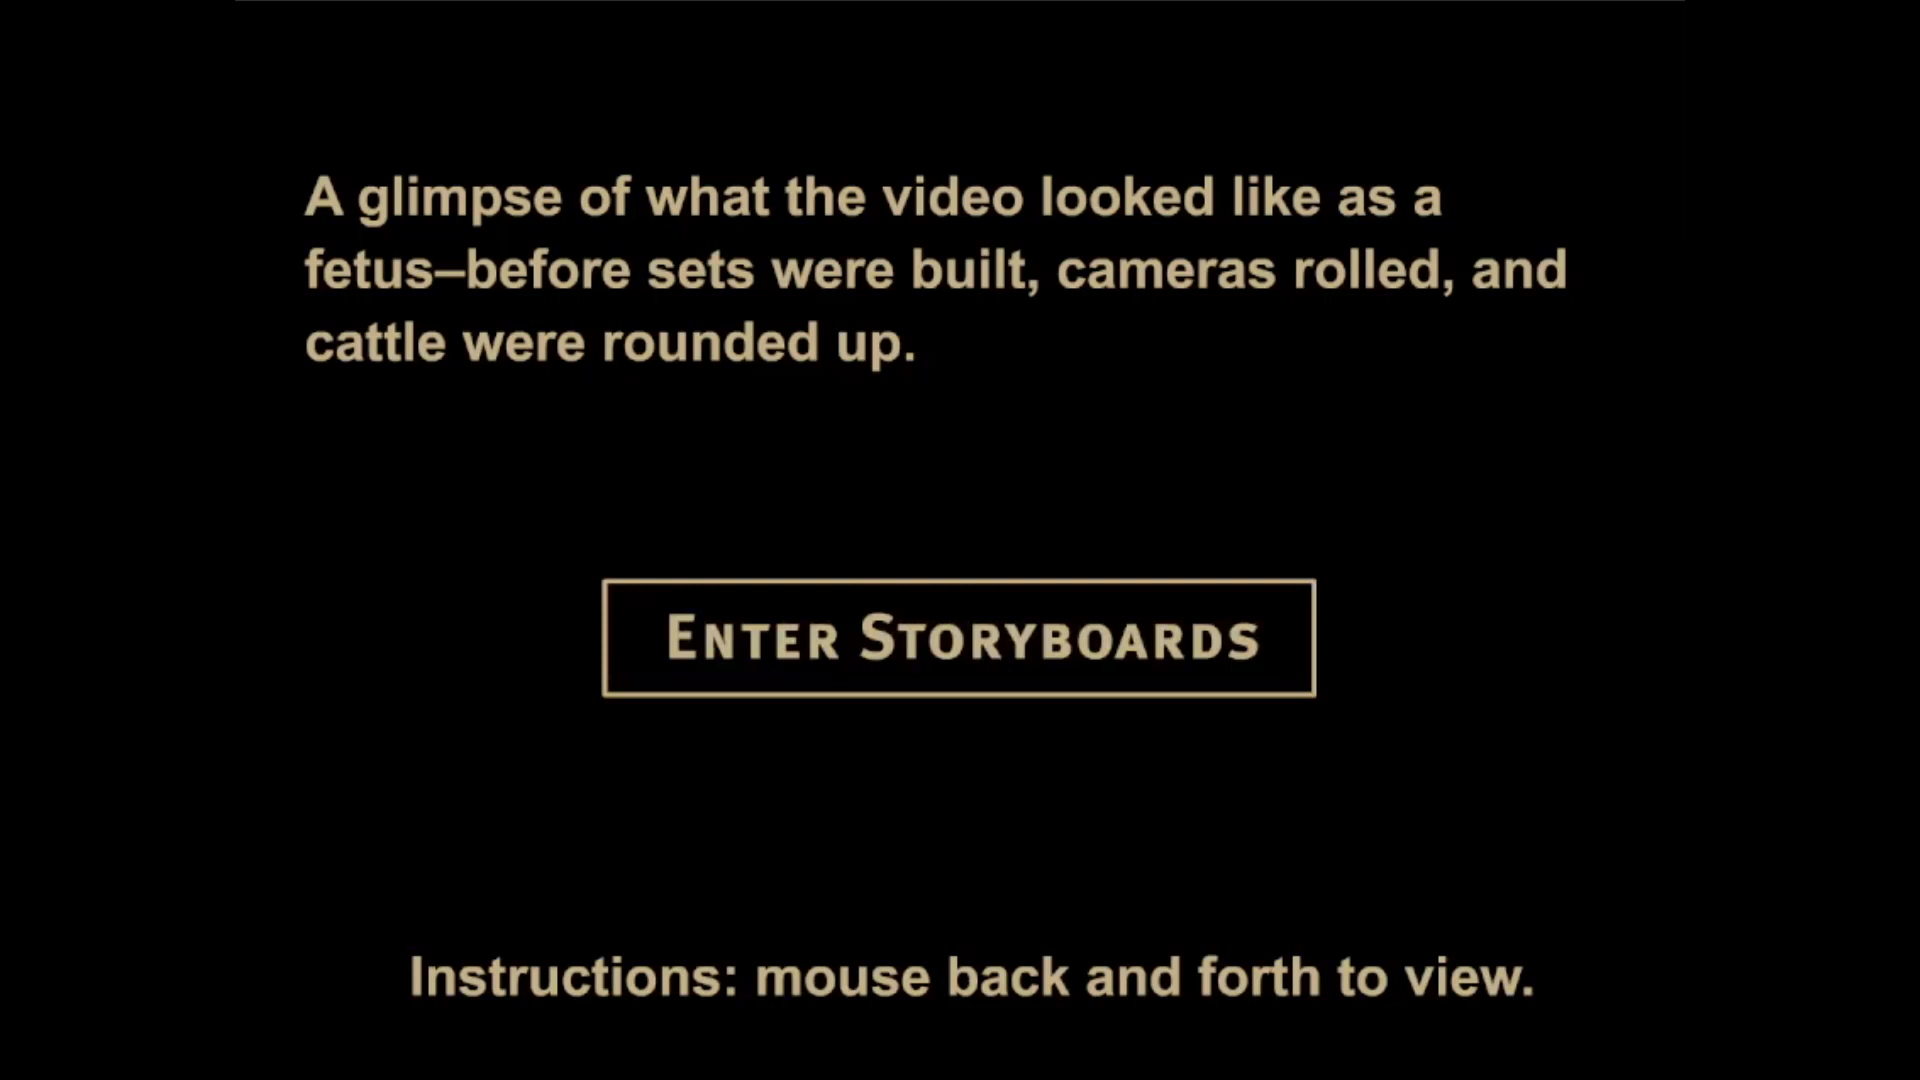 A glimpse of what the video looked like as a
fetus–before sets were built, cameras rolled, and
cattle were rounded up.
ENTER STORYBOARDS
Instructions: mouse back and forth to view.